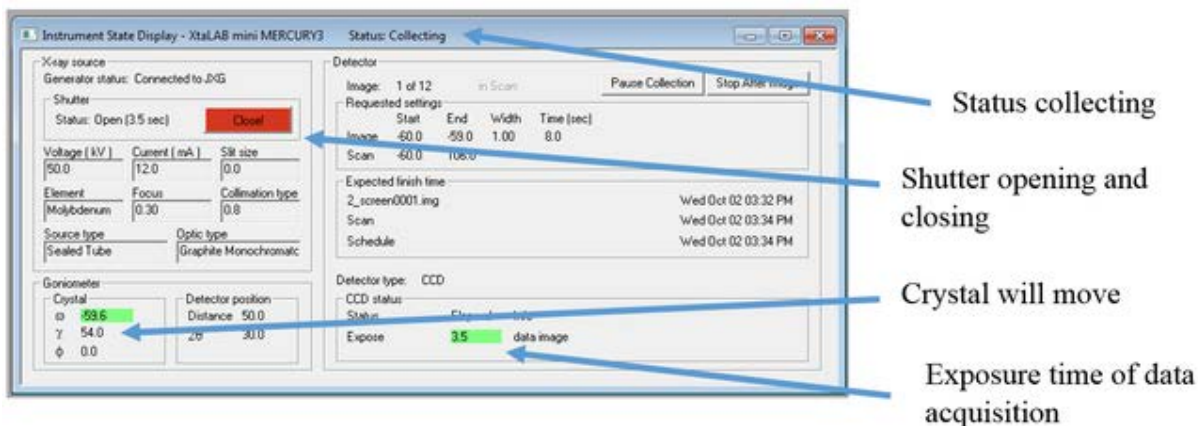 Instrument State Display - XtaLAB mini MERCURY3 Status: Collecting
X-ray source
Generator status: Connected to JXG
Shutter
Status: Open (3.5 sec) Close!
Voltage ( kV ) Current ( mA ) Slit size
50.0 12.0 0.0
Element Focus Collimation type
Molybdenum 0.30 0.8
Source type Optic type
Sealed Tube Graphite Monochromatc
Goniometer
Crystal
ω -59.6
χ 54.0
ϕ 0.0
Detector position
Distance 50.0
2θ 30.0
Detector
Image: 1 of 12 in Scan Pause Collection Stop After
Requested settings
Start End Width Time (sec)
Image -60.0 -59.0 1.00 8.0
Scan -60.0 106.0
Expected finish time
2_screen0001.img Wed Oct 02 03:32 PM
Scan Wed Oct 02 03:34 PM
Schedule Wed Oct 02 03:34 PM
Detector type: CCD
CCD status
Status
Expose 3.5 data image
Status collecting
Shutter opening and
closing
Crystal will move
Exposure time of data
acquisition